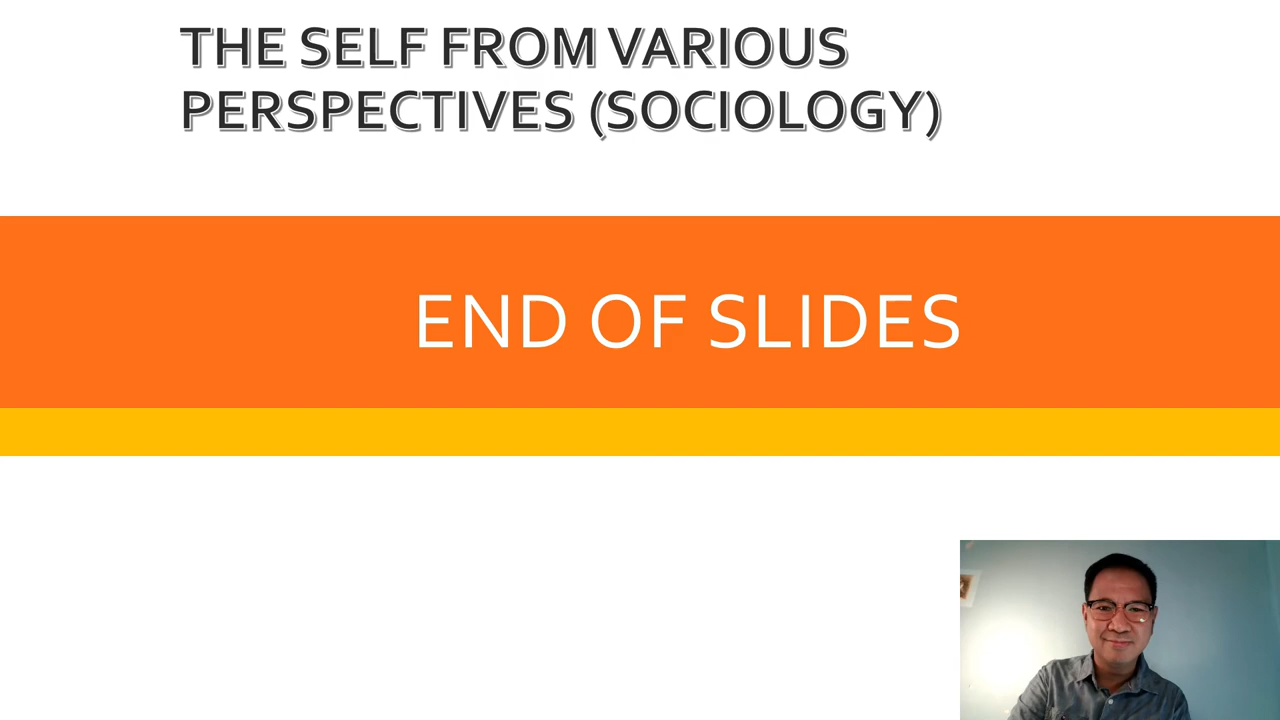 THE SELF FROM VARIOUS
PERSPECTIVES (SOCIOLOGY)
END OF SLIDES